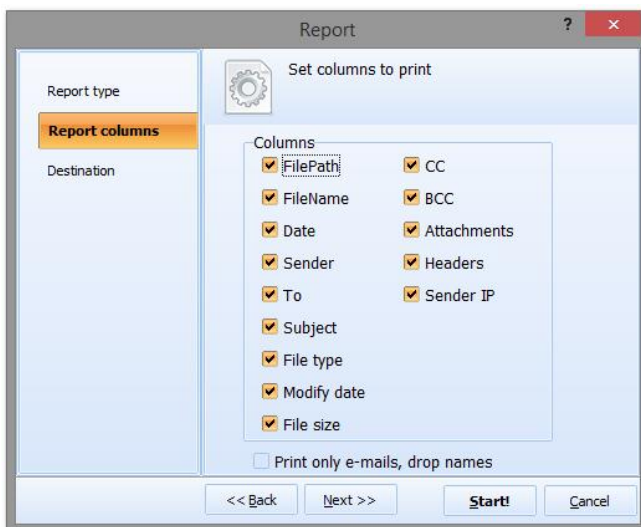 Report
?
×
Report type
Report columns
Destination
Set columns to print
Columns
FilePath
FileName
Date
Sender
To
Subject
File type
Modify date
File size
CC
BCC
Attachments
Headers
Sender IP
Print only e-mails, drop names
<< Back
Next >>
Start!
Cancel